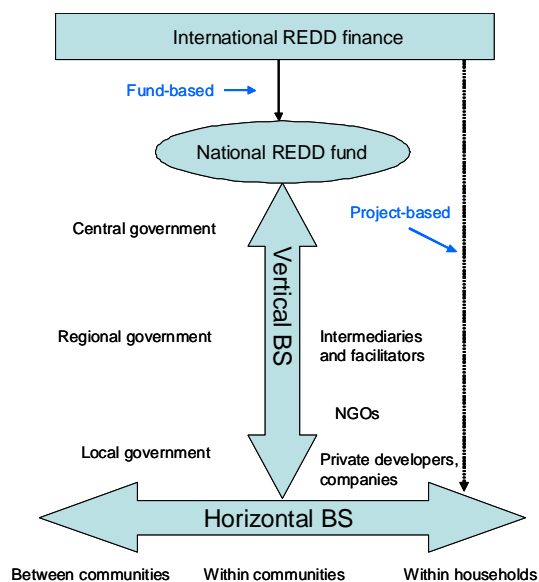 International REDD finance
Fund-based
National REDD fund
Project-based
Central government
Vertical BS
Regional government
Intermediaries
and facilitators
NGOs
Local government
Private developers,
companies
Horizontal BS
Between communities
Within communities
Within households